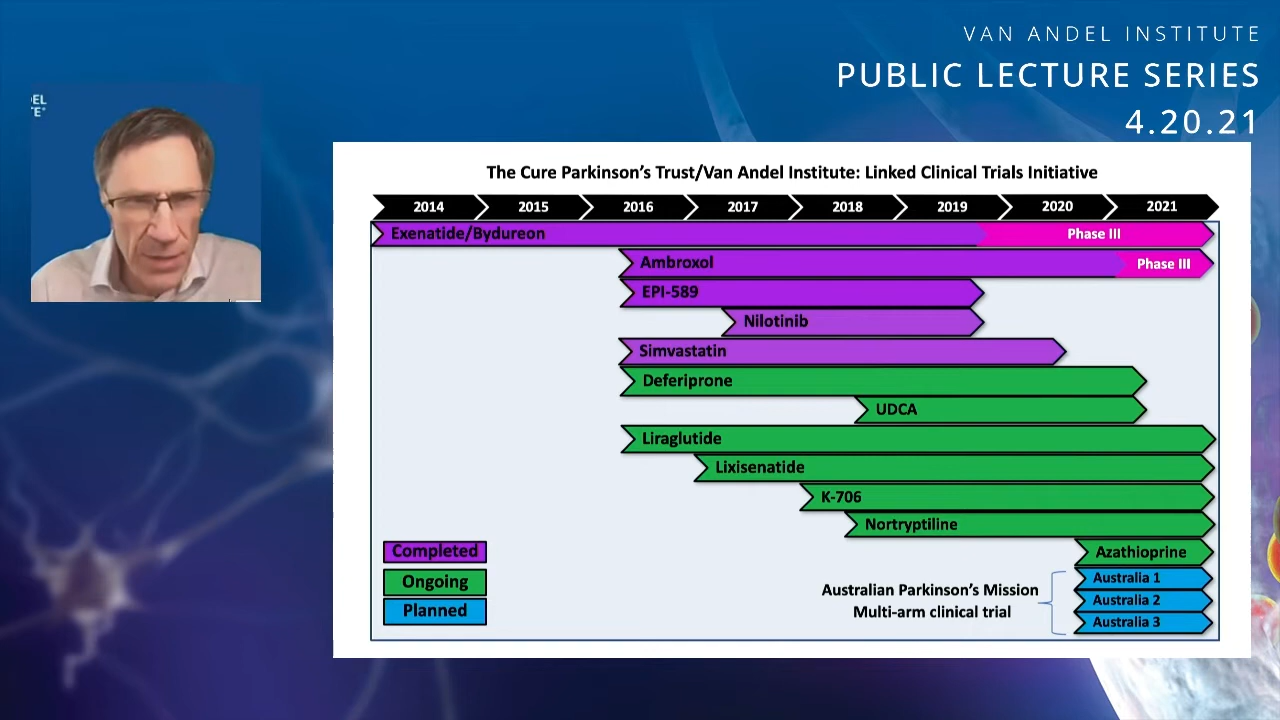 VAN ANDEL INSTITUTE
PUBLIC LECTURE SERIES
4.20.21
EL
TE
The Cure Parkinson's Trust/Van Andel Institute: Linked Clinical Trials Initiative
2014 2015 2016 2017 2018 2019 2020 2021
Exenatide/Bydureon Phase III
Ambroxol Phase III
EPI-589
Nilotinib
Simvastatin
Deferiprone
UDCA
Liraglutide
Lixisenatide
K-706
Nortryptiline
Azathioprine
Completed
Ongoing
Planned
Australian Parkinson's Mission
Multi-arm clinical trial
Australia 1
Australia 2
Australia 3